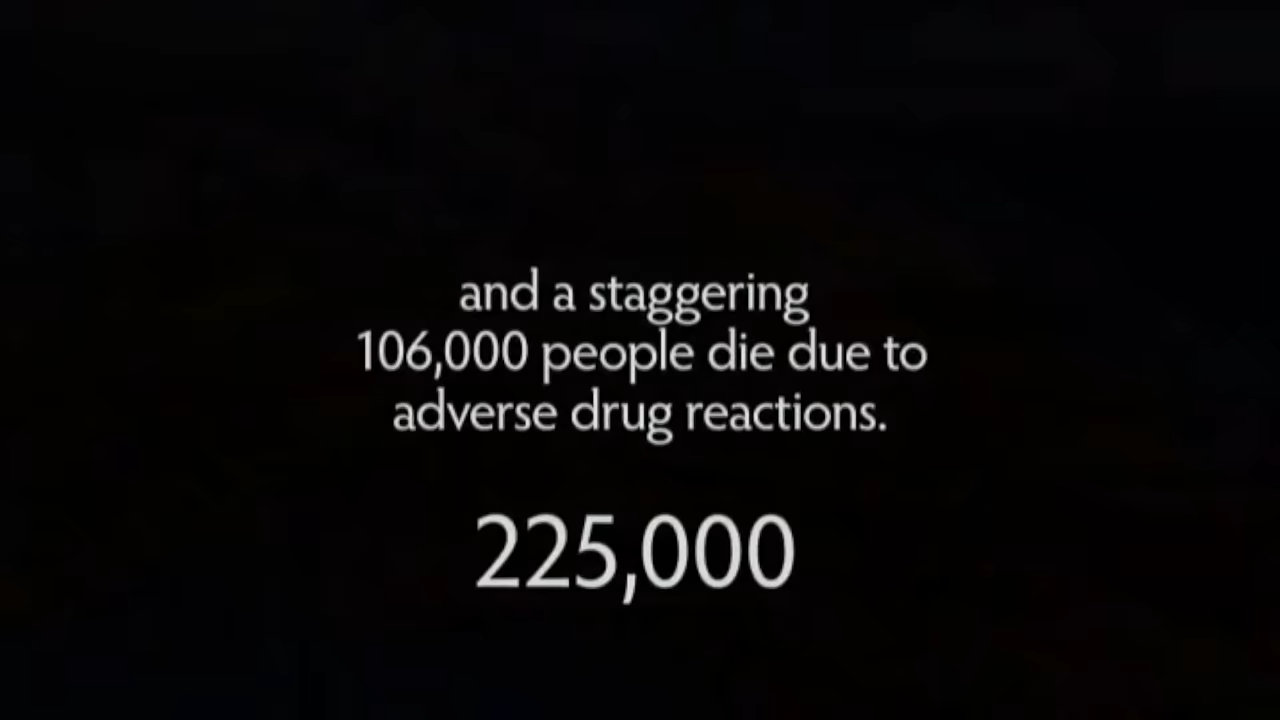 and a staggering
106,000 people die due to
adverse drug reactions.
225,000